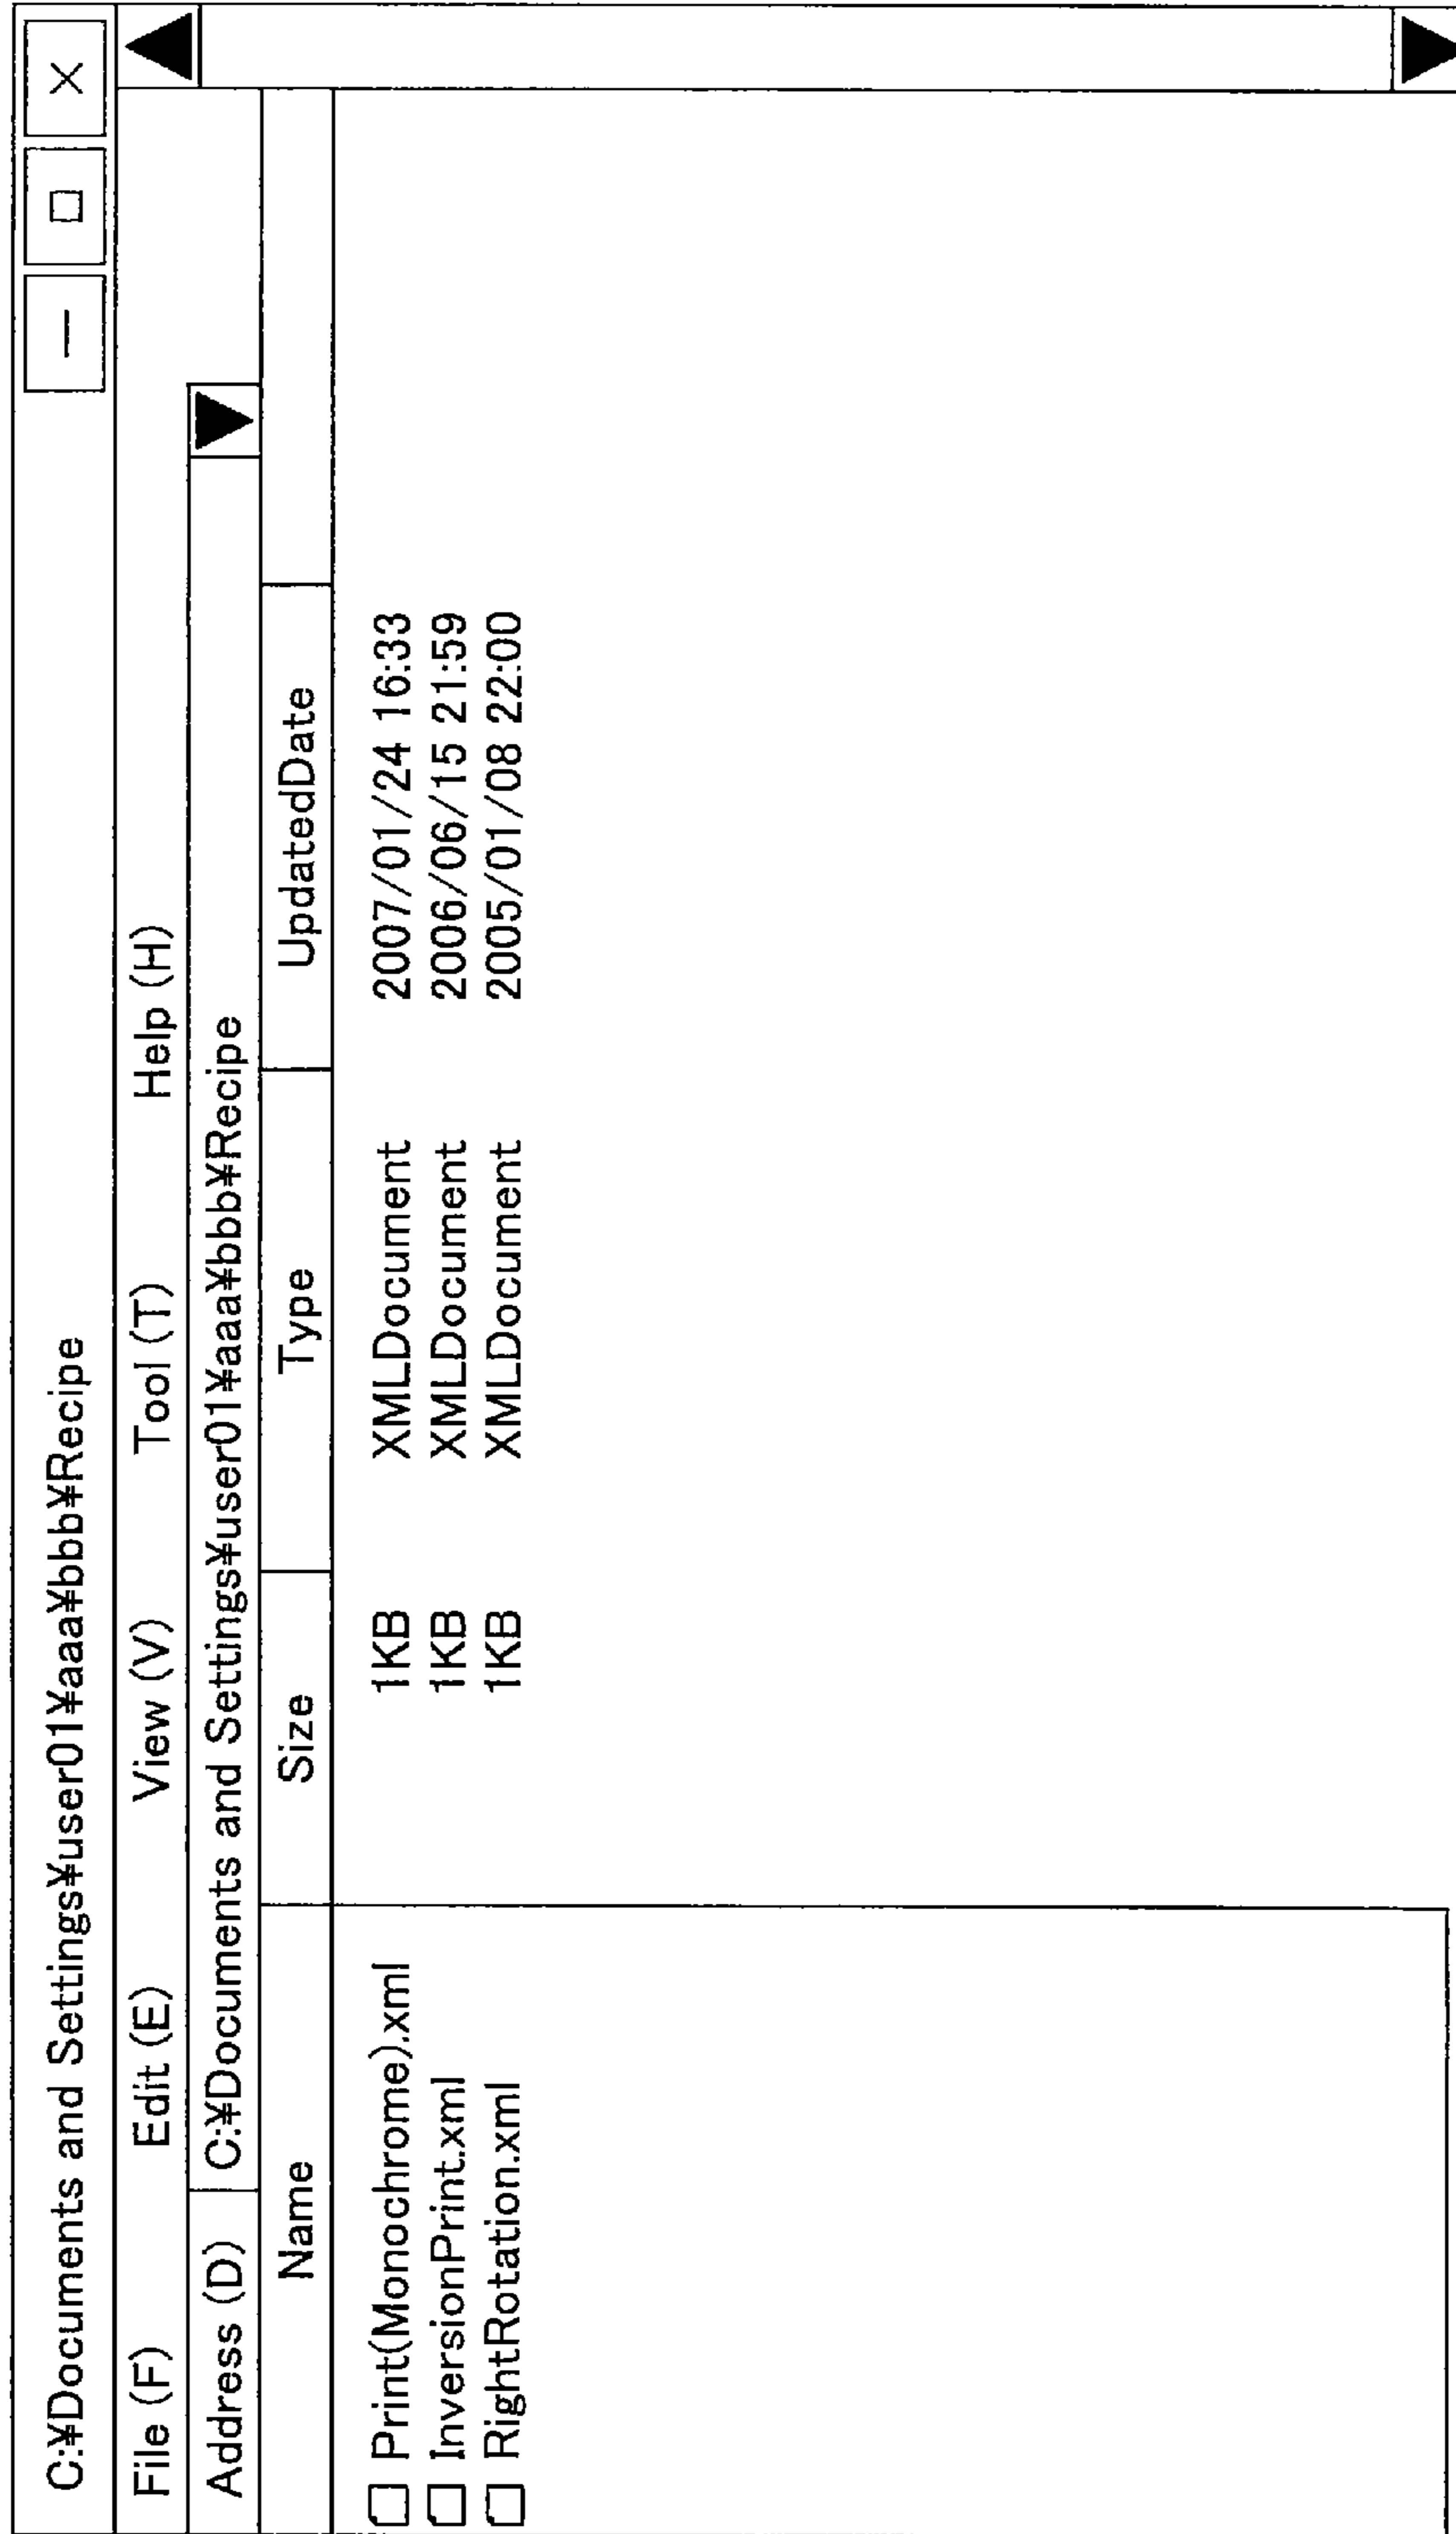 C:¥Documents and Settings¥user01¥aaa¥bbb¥Recipe
File (F) Edit (E) View (V) Tool (T) Help (H)
Address (D) C:¥Documents and Settings¥user01¥aaa¥bbb¥Recipe
Name Size Type UpdatedDate
Print(Monochrome).xml 1KB XMLDocument 2007/01/24 16:33
InversionPrint.xml 1KB XMLDocument 2006/06/15 21:59
RightRotation.xml 1KB XMLDocument 2005/01/08 22:00